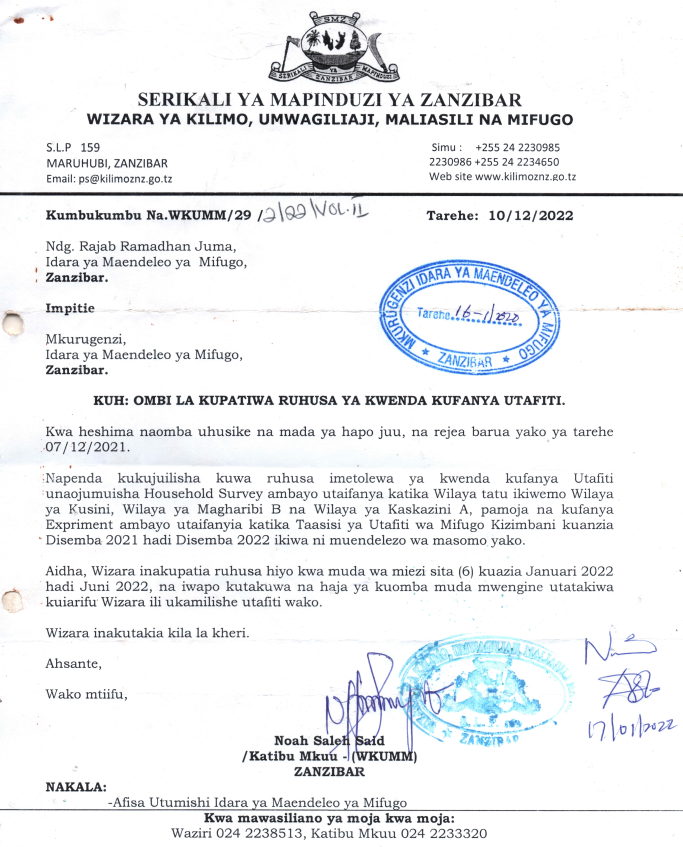 SMZ
SERIKALI YA MAPINDUZI
ZANZIBAR
SERIKALI YA MAPINDUZI YA ZANZIBAR
WIZARA YA KILIMO, UMWAGILIAJI, MALIASILI NA MIFUGO
S.L.P 159
MARUHUBI, ZANZIBAR
Email: ps@kilimoznz.go.tz
Simu : +255 24 2230985
2230986 +255 24 2234650
Web site www.kilimoznz.go.tz
Kumbukumbu Na.WKUMM/29 /2/22/VOL.II
Tarehe: 10/12/2022
Ndg. Rajab Ramadhan Juma,
Idara ya Maendeleo ya Mifugo,
Zanzibar.
Impitie
Mkurugenzi,
Idara ya Maendeleo ya Mifugo,
Zanzibar.
MKURUGENZI IDARA YA MAENDELEO YA MIFUGO
Tarehe 16-1/2020
ZANZIBAR
KUH: OMBI LA KUPATIWA RUHUSA YA KWENDA KUFANYA UTAFITI.
Kwa heshima naomba uhusike na mada ya hapo juu, na rejea barua yako ya tarehe
07/12/2021.
Napenda kukujuilisha kuwa ruhusa imetolewa ya kwenda kufanya Utafiti
unaojumuisha Household Survey ambayo utaifanya katika Wilaya tatu ikiwemo Wilaya
ya Kusini, Wilaya ya Magharibi B na Wilaya ya Kaskazini A, pamoja na kufanya
Expriment ambayo utaifanyia katika Taasisi ya Utafiti wa Mifugo Kizimbani kuanzia
Disemba 2021 hadi Disemba 2022 ikiwa ni muendelezo wa masomo yako.
Aidha, Wizara inakupatia ruhusa hiyo kwa muda wa miezi sita (6) kuazia Januari 2022
hadi Juni 2022, na iwapo kutakuwa na haja ya kuomba muda mwengine utatakiwa
kuiarifu Wizara ili ukamilishe utafiti wako.
Wizara inakutakia kila la kheri.
Ahsante,
Wako mtiifu,
ZANZIBAR
17/01/2022
Noah Saleh Said
/Katibu Mkuu - (WKUMM)
ZANZIBAR
NAKALA:
-Afisa Utumishi Idara ya Maendeleo ya Mifugo
Kwa mawasiliano ya moja kwa moja:
Waziri 024 2238513, Katibu Mkuu 024 2233320